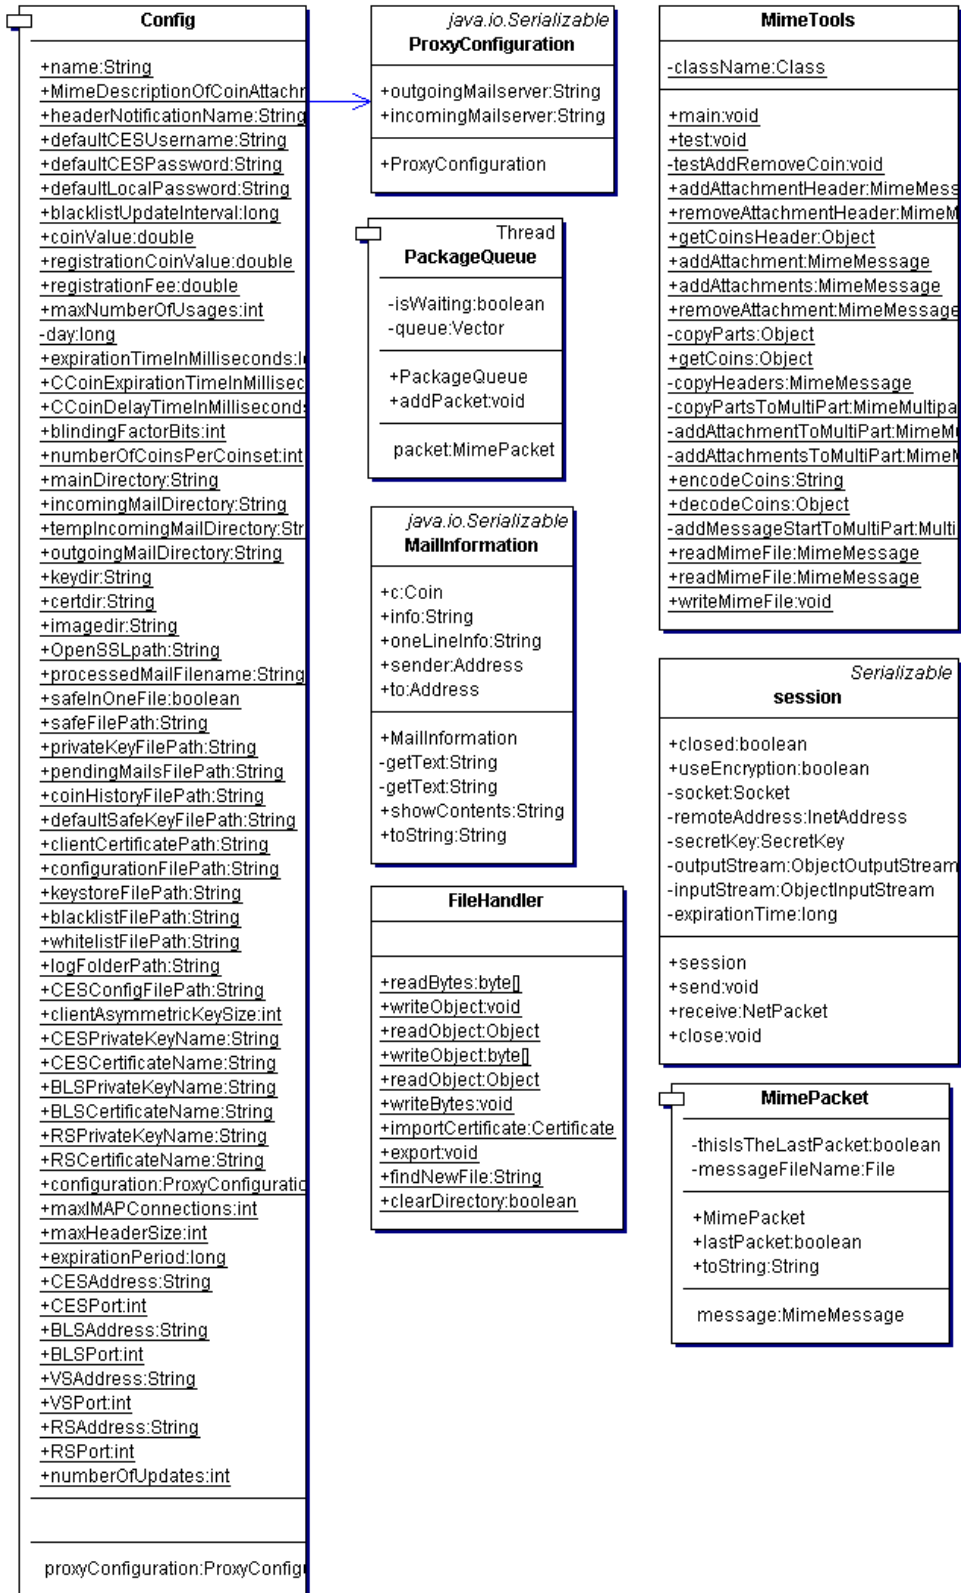 Config
+name:String
+MimeDescriptionOfCoinAttachr
+headerNotificationName:String
+defaultCESUsername:String
+defaultCESPassword:String
+defaultLocalPassword:String
+blacklistUpdateInterval:long
+coinValue:double
+registrationCoinValue:double
+registrationFee:double
+maxNumberOfUsages:int
-day:long
+expirationTimeInMilliseconds:l
+CCoinExpirationTimeInMillisec
+CCoinDelayTimeInMilliseconds
+blindingFactorBits:int
+numberOfCoinsPerCoinset:int
+mainDirectory:String
+incomingMailDirectory:String
+tempIncomingMailDirectory:Str
+outgoingMailDirectory:String
+keydir:String
+certdir:String
+imagedir:String
+OpenSSLpath:String
+processedMailFilename:String
+safeInOneFile:boolean
+safeFilePath:String
+privateKeyFilePath:String
+pendingMailsFilePath:String
+coinHistoryFilePath:String
+defaultSafeKeyFilePath:String
+clientCertificatePath:String
+configurationFilePath:String
+keystoreFilePath:String
+blacklistFilePath:String
+whitelistFilePath:String
+logFolderPath:String
+CESConfigFilePath:String
+clientAsymmetricKeySize:int
+CESPrivateKeyName:String
+CESCertificateName:String
+BLSPrivateKeyName:String
+BLSCertificateName:String
+RSPrivateKeyName:String
+RSCertificateName:String
+configuration:ProxyConfiguratic
+maxIMAPConnections:int
+maxHeaderSize:int
+expirationPeriod:long
+CESAddress:String
+CESPort:int
+BLSAddress:String
+BLSPort:int
+VSAddress:String
+VSPort:int
+RSAddress:String
+RSPort:int
+numberOfUpdates:int
proxyConfiguration:ProxyConfigu
java.io.Serializable
ProxyConfiguration
+outgoingMailserver:String
+incomingMailserver:String
+ProxyConfiguration
Thread
PackageQueue
-isWaiting:boolean
-queue:Vector
+PackageQueue
+addPacket:void
packet:MimePacket
java.io.Serializable
MailInformation
+c:Coin
+info:String
+oneLineInfo:String
+sender:Address
+to:Address
+MailInformation
-getText:String
-getText:String
+showContents:String
+toString:String
FileHandler
+readBytes:byte[]
+writeObject:void
+readObject:Object
+writeObject:byte[]
+readObject:Object
+writeBytes:void
+importCertificate:Certificate
+export:void
+findNewFile:String
+clearDirectory:boolean
MimeTools
-className:Class
+main:void
+test:void
-testAddRemoveCoin:void
+addAttachmentHeader:MimeMess
+removeAttachmentHeader:MimeM
+getCoinsHeader:Object
+addAttachment:MimeMessage
+addAttachments:MimeMessage
+removeAttachment:MimeMessage
-copyParts:Object
+getCoins:Object
-copyHeaders:MimeMessage
-copyPartsToMultiPart:MimeMultipa
-addAttachmentToMultiPart:MimeMu
-addAttachmentsToMultiPart:MimeM
+encodeCoins:String
+decodeCoins:Object
-addMessageStartToMultiPart:Multi
+readMimeFile:MimeMessage
+readMimeFile:MimeMessage
+writeMimeFile:void
Serializable
session
+closed:boolean
+useEncryption:boolean
-socket:Socket
-remoteAddress:InetAddress
-secretKey:SecretKey
-outputStream:ObjectOutputStream
-inputStream:ObjectInputStream
-expirationTime:long
+session
+send:void
+receive:NetPacket
+close:void
MimePacket
-thisIsTheLastPacket:boolean
-messageFileName:File
+MimePacket
+lastPacket:boolean
+toString:String
message:MimeMessage